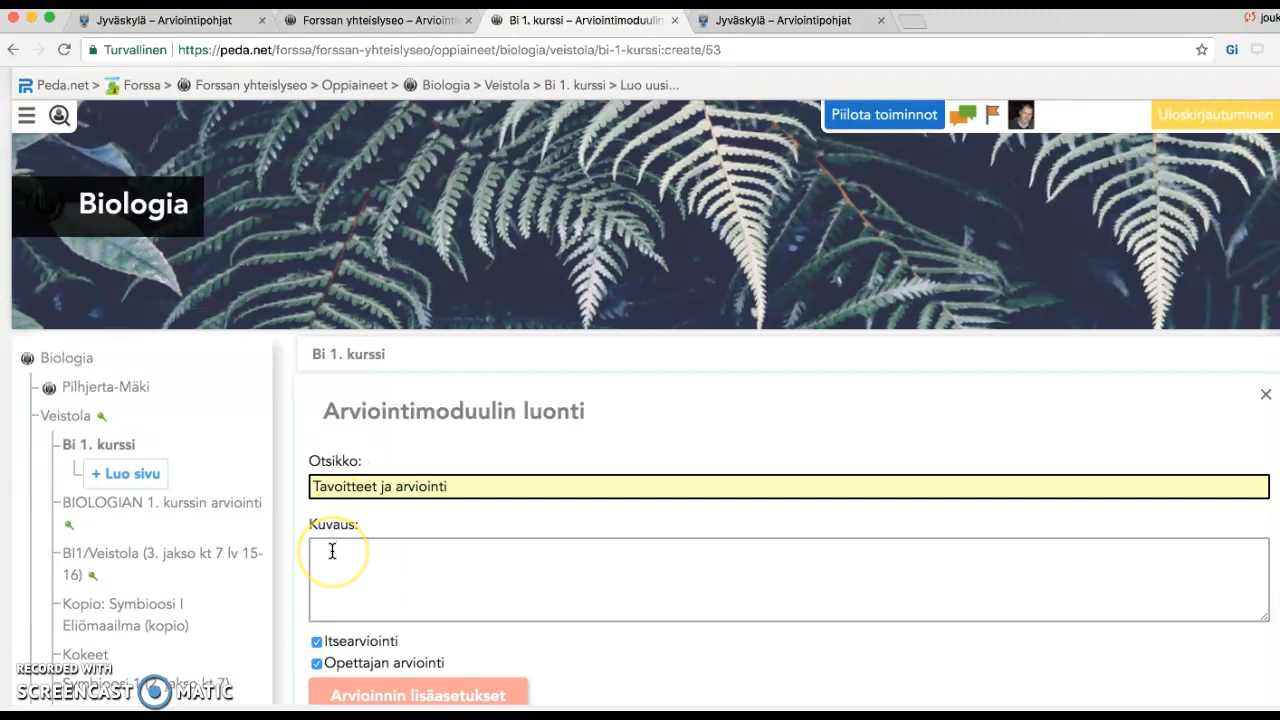 Jyväskylä – Arviointipohjat
Forssan yhteislyseo – Arviointim
Bi 1. kurssi – Arviointimoduulin
Jyväskylä – Arviointipohjat
jouk
Turvallinen
https://peda.net/forssa/forssan-yhteislyseo/oppiaineet/biologia/veistola/bi-1-kurssi:create/53
Gi
Peda.net > Forssa > Forssan yhteislyseo > Oppiaineet > Biologia > Veistola > Bi 1. kurssi > Luo uusi...
Piilota toiminnot
Uloskirjautuminen
Biologia
Biologia
Pilhjerta-Mäki
Veistola
Bi 1. kurssi
+ Luo sivu
BIOLOGIAN 1. kurssin arviointi
BI1/Veistola (3. jakso kt 7 lv 15-
16)
Kopio: Symbioosi I
Eliömaailma (kopio)
Kokeet
Bi 1. kurssi
Arviointimoduulin luonti
Otsikko:
Tavoitteet ja arviointi
Kuvaus:
Itsearviointi
Opettajan arviointi
Arvioinnin lisäasetukset
RECORDED WITH
SCREENCAST MATIC